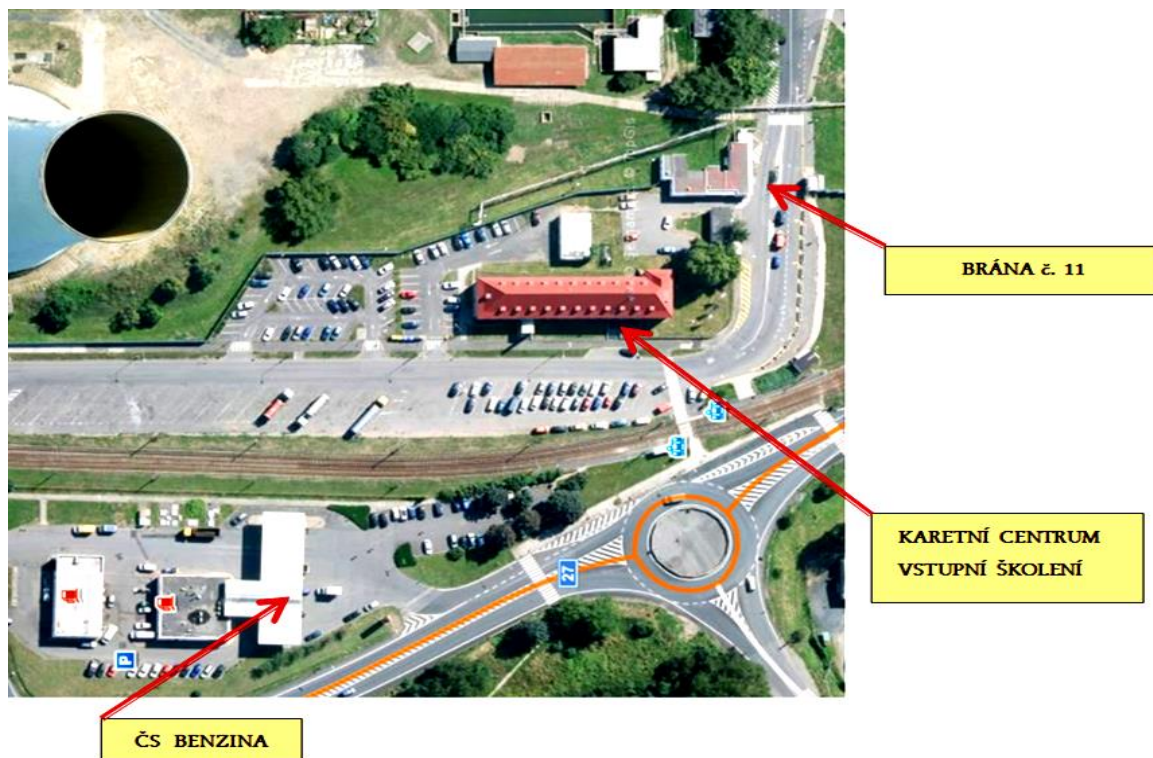 BRÁNA č. 11
KARETNÍ CENTRUM
VSTUPNÍ ŠKOLENÍ
27
P
ČS BENZINA